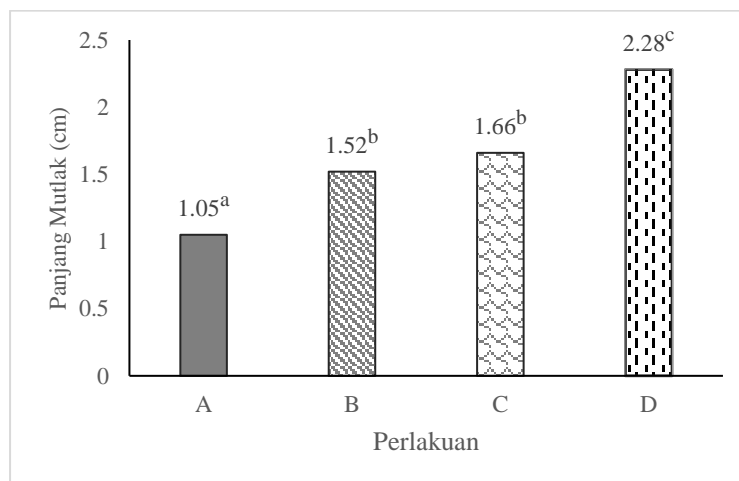 2.5
2
1.5
1
0.5
0
Panjang Mutlak (cm)
1.05a
1.52b
1.66b
2.28c
A B C D
Perlakuan